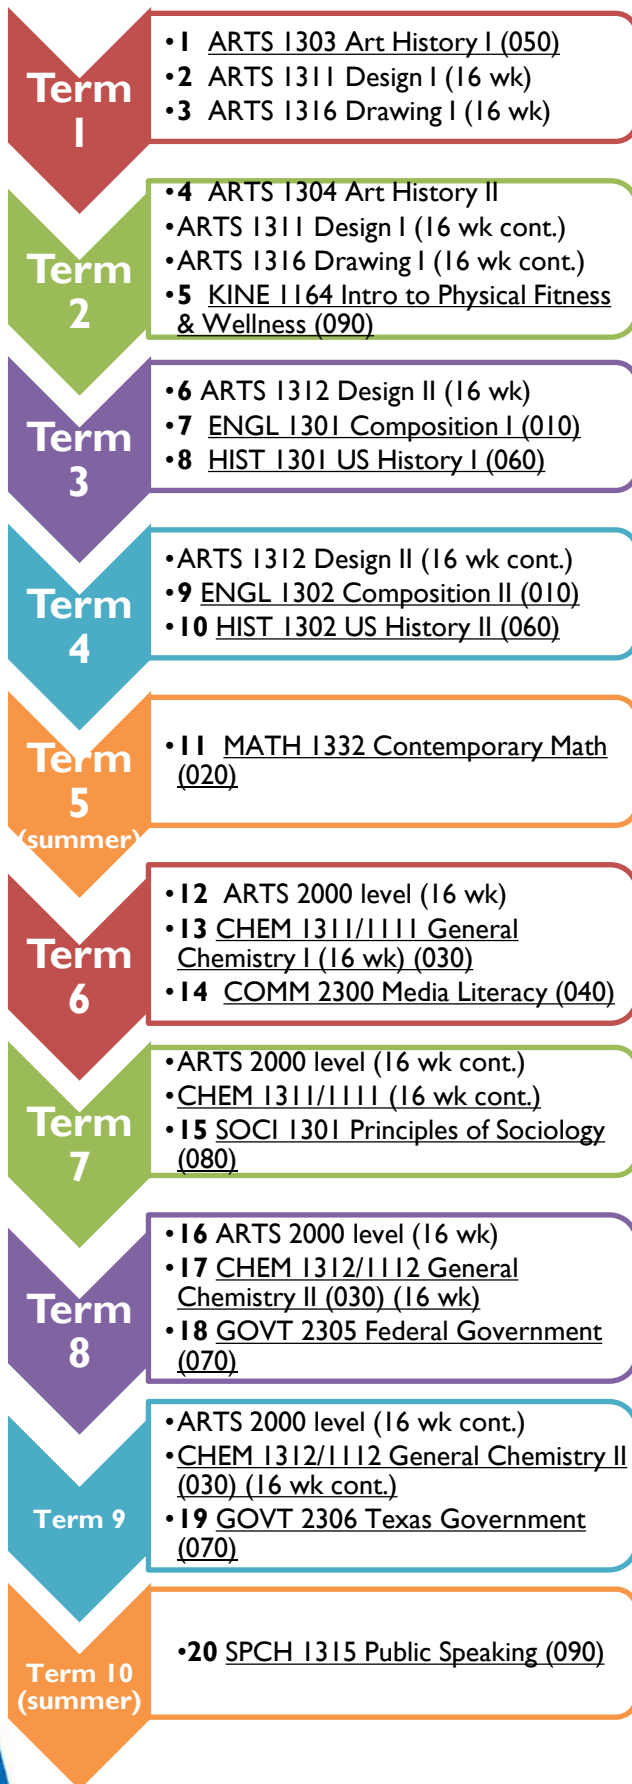 Term
1
•1 ARTS 1303 Art History I (050)
•2 ARTS 1311 Design I (16 wk)
•3 ARTS 1316 Drawing I (16 wk)
Term
2
•4 ARTS 1304 Art History II
•ARTS 1311 Design I (16 wk cont.)
•ARTS 1316 Drawing I (16 wk cont.)
•5 KINE 1164 Intro to Physical Fitness
& Wellness (090)
Term
3
•6 ARTS 1312 Design II (16 wk)
•7 ENGL 1301 Composition I (010)
•8 HIST 1301 US History I (060)
Term
4
•ARTS 1312 Design II (16 wk cont.)
•9 ENGL 1302 Composition II (010)
•10 HIST 1302 US History II (060)
Term
5
(summer)
•11 MATH 1332 Contemporary Math
(020)
Term
6
•12 ARTS 2000 level (16 wk)
•13 CHEM 1311/1111 General
Chemistry I (16 wk) (030)
•14 COMM 2300 Media Literacy (040)
Term
7
•ARTS 2000 level (16 wk cont.)
•CHEM 1311/1111 (16 wk cont.)
•15 SOCI 1301 Principles of Sociology
(080)
Term
8
•16 ARTS 2000 level (16 wk)
•17 CHEM 1312/1112 General
Chemistry II (030) (16 wk)
•18 GOVT 2305 Federal Government
(070)
Term 9
•ARTS 2000 level (16 wk cont.)
•CHEM 1312/1112 General Chemistry II
(030) (16 wk cont.)
•19 GOVT 2306 Texas Government
(070)
Term 10
(summer)
•20 SPCH 1315 Public Speaking (090)